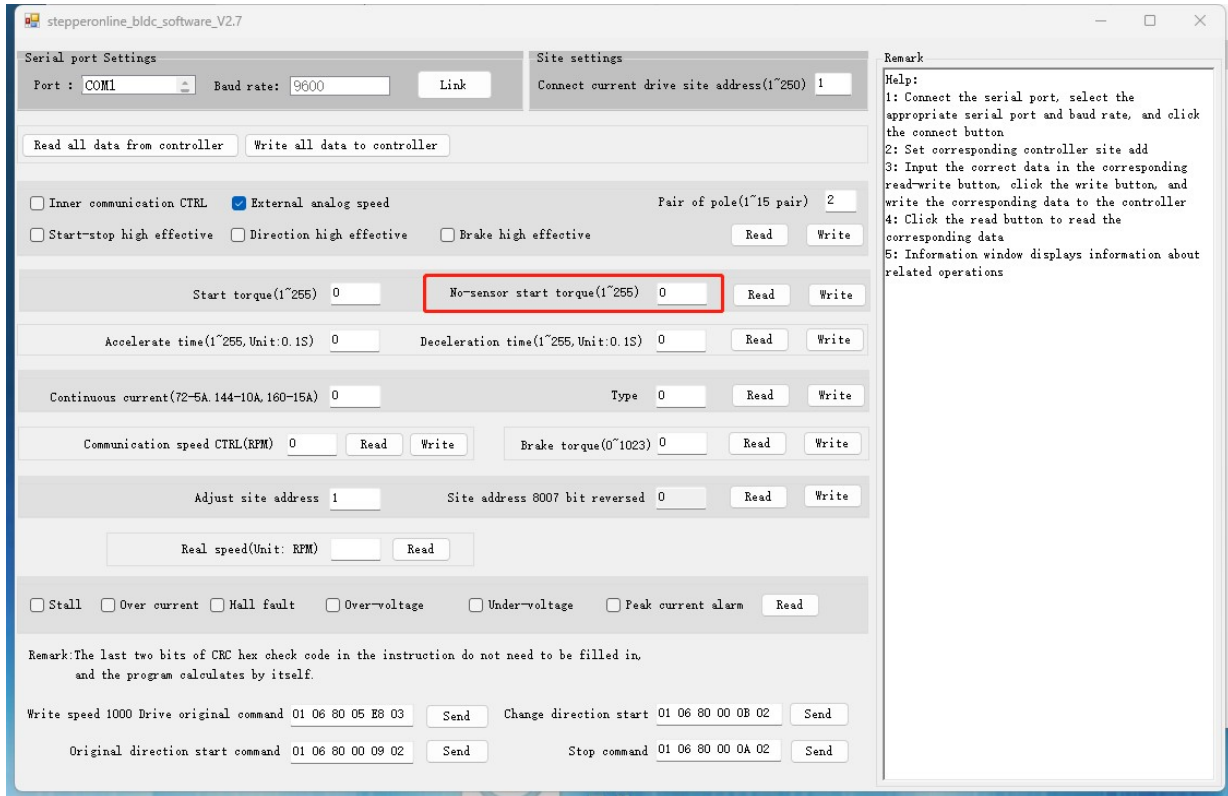 stepperonline_bldc_software_V2.7
Serial port Settings
Port : COM1 Baud rate: 9600 Link
Site settings
Connect current drive site address(1~250) 1
Read all data from controller Write all data to controller
Inner communication CTRL External analog speed Pair of pole(1~15 pair) 2
Start-stop high effective Direction high effective Brake high effective Read Write
Start torque(1~255) 0 No-sensor start torque(1~255) 0 Read Write
Accelerate time(1~255,Unit:0.1S) 0 Deceleration time(1~255,Unit:0.1S) 0 Read Write
Continuous current(72-5A.144-10A,160-15A) 0 Type 0 Read Write
Communication speed CTRL(RPM) 0 Read Write Brake torque(0~1023) 0 Read Write
Adjust site address 1 Site address 8007 bit reversed 0 Read Write
Real speed(Unit: RPM) Read
Stall Over current Hall fault Over-voltage Under-voltage Peak current alarm Read
Remark:The last two bits of CRC hex check code in the instruction do not need to be filled in,
and the program calculates by itself.
Write speed 1000 Drive original command 01 06 80 05 E8 03 Send Change direction start 01 06 80 00 0B 02 Send
Original direction start command 01 06 80 00 09 02 Send Stop command 01 06 80 00 0A 02 Send
Remark
Help:
1: Connect the serial port, select the
appropriate serial port and baud rate, and click
the connect button
2: Set corresponding controller site add
3: Input the correct data in the corresponding
read-write button, click the write button, and
write the corresponding data to the controller
4: Click the read button to read the
corresponding data
5: Information window displays information about
related operations